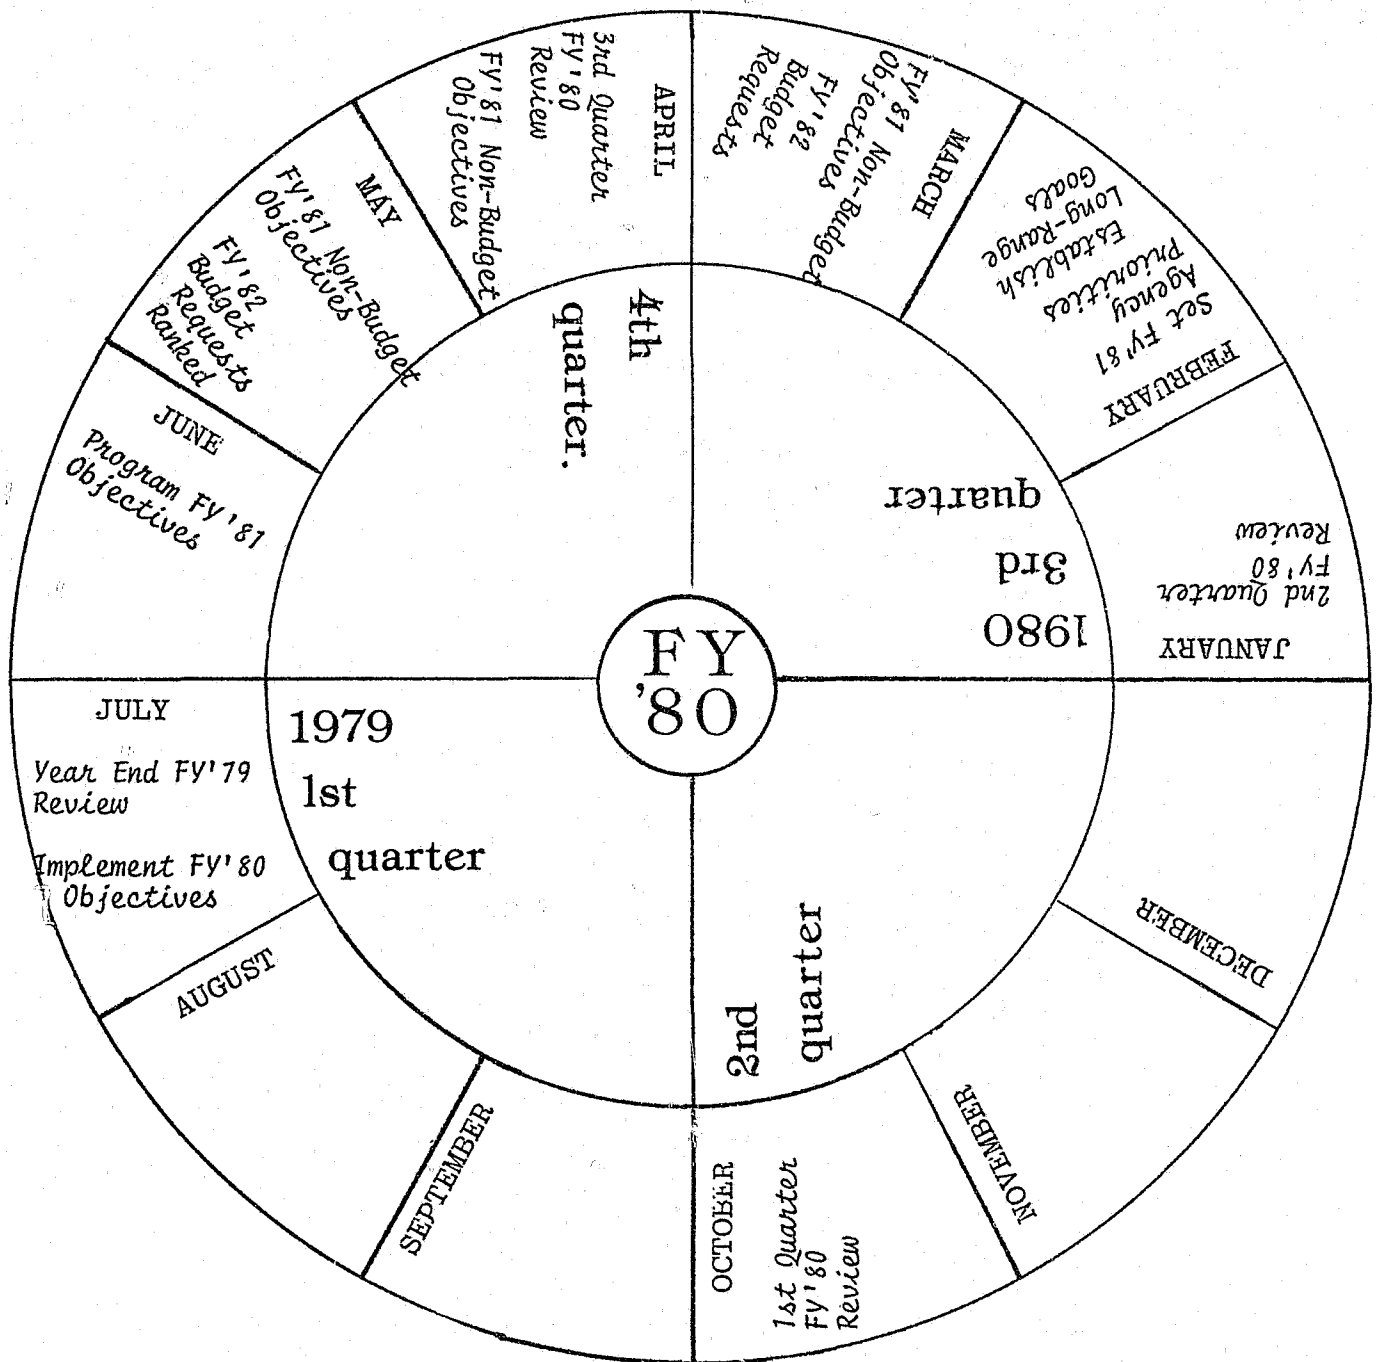 FY
'80
1979
1st
quarter
2nd
quarter
1980
3rd
quarter
4th
quarter.
JULY
Year End FY'79
Review
Implement FY'80
Objectives
AUGUST
SEPTEMBER
OCTOBER
1st Quarter
FY'80
Review
NOVEMBER
DECEMBER
JANUARY
2nd Quarter
FY'80
Review
FEBRUARY
Set FY'81
Agency
Priorities
Establish
Long-Range
Goals
MARCH
FY'81 Non-Budget
Objectives
FY'82
Budget
Requests
APRIL
3rd Quarter
FY'80
Review
FY'81 Non-Budget
Objectives
MAY
FY'81 Non-Budget
Objectives
FY'82
Budget
Requests
Ranked
JUNE
Program FY'81
Objectives